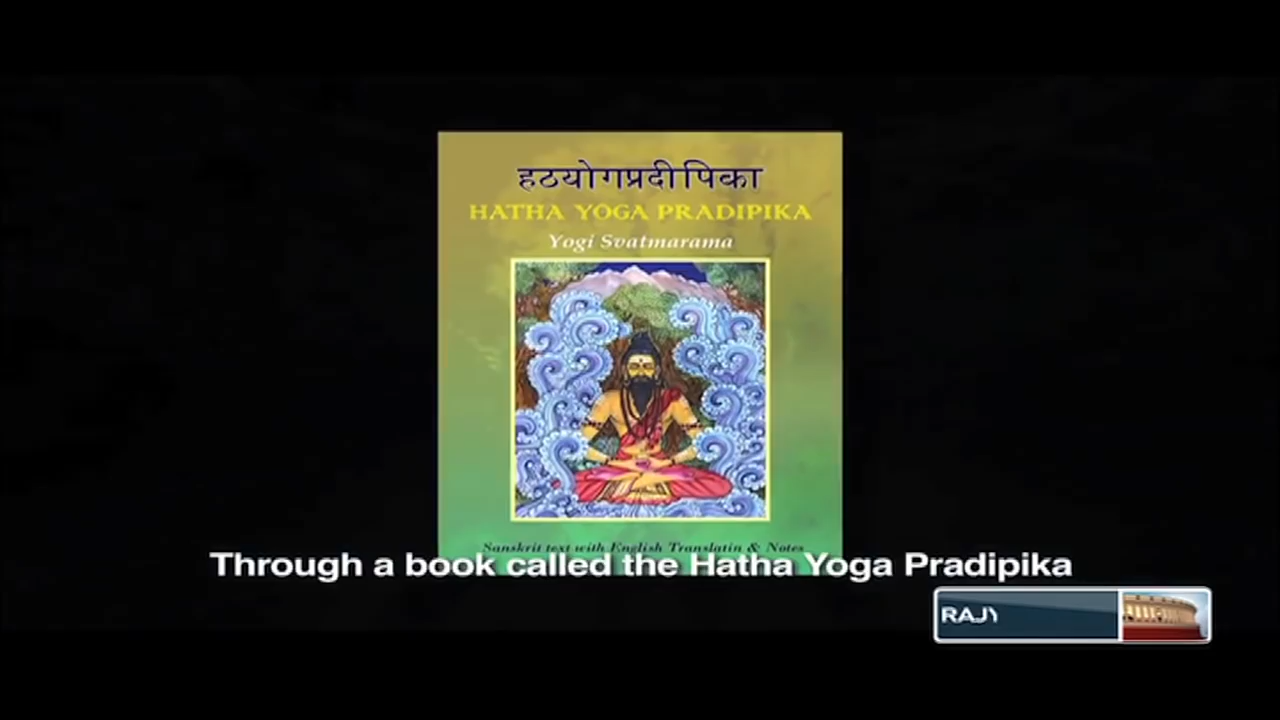 हठयोगप्रदीपिका
HATHA YOGA PRADIPIKA
Yogi Svatmarama
Sanskrit text with English Translatin & Notes
Through a book called the Hatha Yoga Pradipika
RAJY